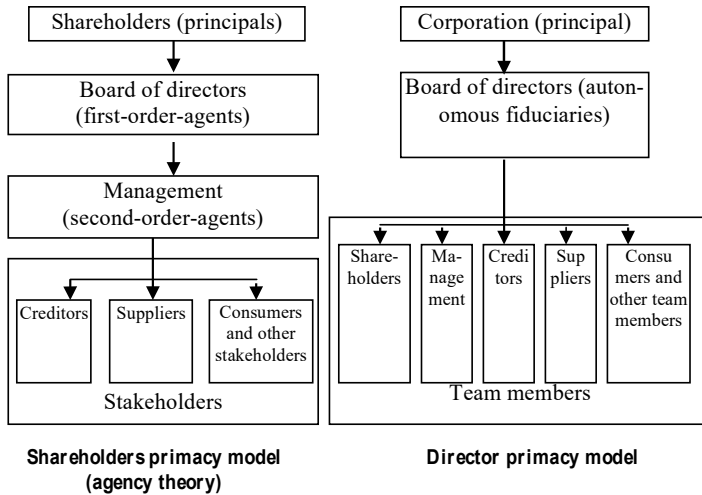 Shareholders (principals)
Board of directors
(first-order-agents)
Management
(second-order-agents)
Creditors
Suppliers
Consumers
and other
stakeholders
Stakeholders
Shareholders primacy model
(agency theory)
Corporation (principal)
Board of directors (auton-
omous fiduciaries)
Share-
holders
Ma-
nage
ment
Credi
tors
Sup
pliers
Consu
mers and
other team
members
Team members
Director primacy model